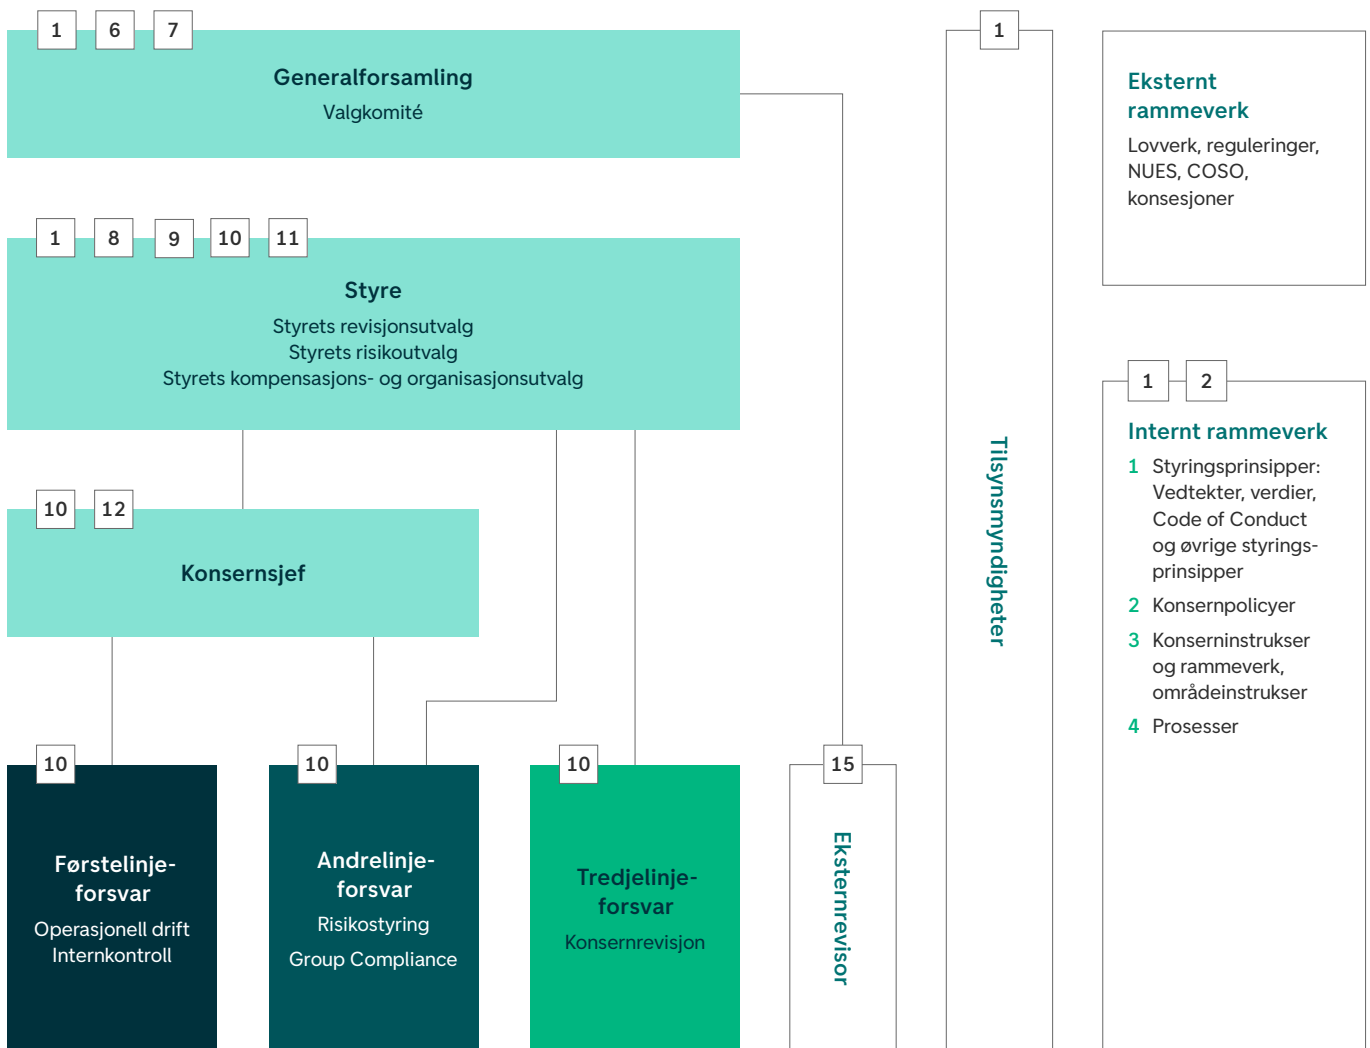 1 6 7
Generalforsamling
Valgkomité
1 8 9 10 11
Styre
Styrets revisjonsutvalg
Styrets risikoutvalg
Styrets kompensasjons- og organisasjonsutvalg
10 12
Konsernsjef
10
Førstelinje-
forsvar
Operasjonell drift
Internkontroll
10
Andrelinje-
forsvar
Risikostyring
Group Compliance
10
Tredjelinje-
forsvar
Konsernrevisjon
15
Eksternrevisor
1
Tilsynsmyndigheter
Eksternt
rammeverk
Lovverk, reguleringer,
NUES, COSO,
konsesjoner
1 2
Internt rammeverk
1 Styringsprinsipper:
Vedtekter, verdier,
Code of Conduct
og øvrige styrings-
prinsipper
2 Konsernpolicyer
3 Konserninstrukser
og rammeverk,
områdeinstrukser
4 Prosesser